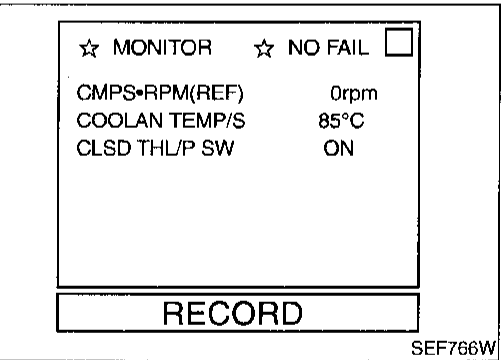 ☆ MONITOR ☆ NO FAIL
CMPS•RPM(REF) 0rpm
COOLAN TEMP/S 85°C
CLSD THL/P SW ON
RECORD
SEF766W